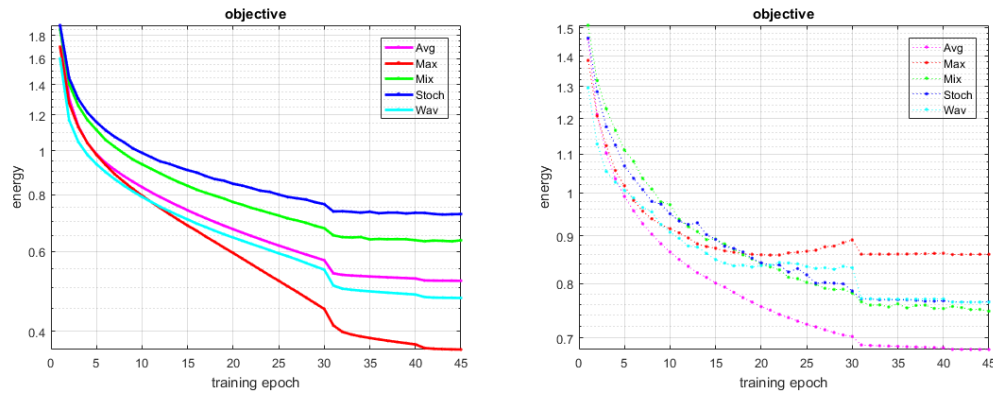 objective
1.8
1.6
1.4
1.2
1
0.8
0.6
0.4
energy
5 10 15 20 25 30 35 40 45
training epoch
Avg
Max
Mix
Stoch
Wav
objective
1.5
1.4
1.3
1.2
1.1
1
0.9
0.8
0.7
energy
5 10 15 20 25 30 35 40 45
training epoch
Avg
Max
Mix
Stoch
Wav